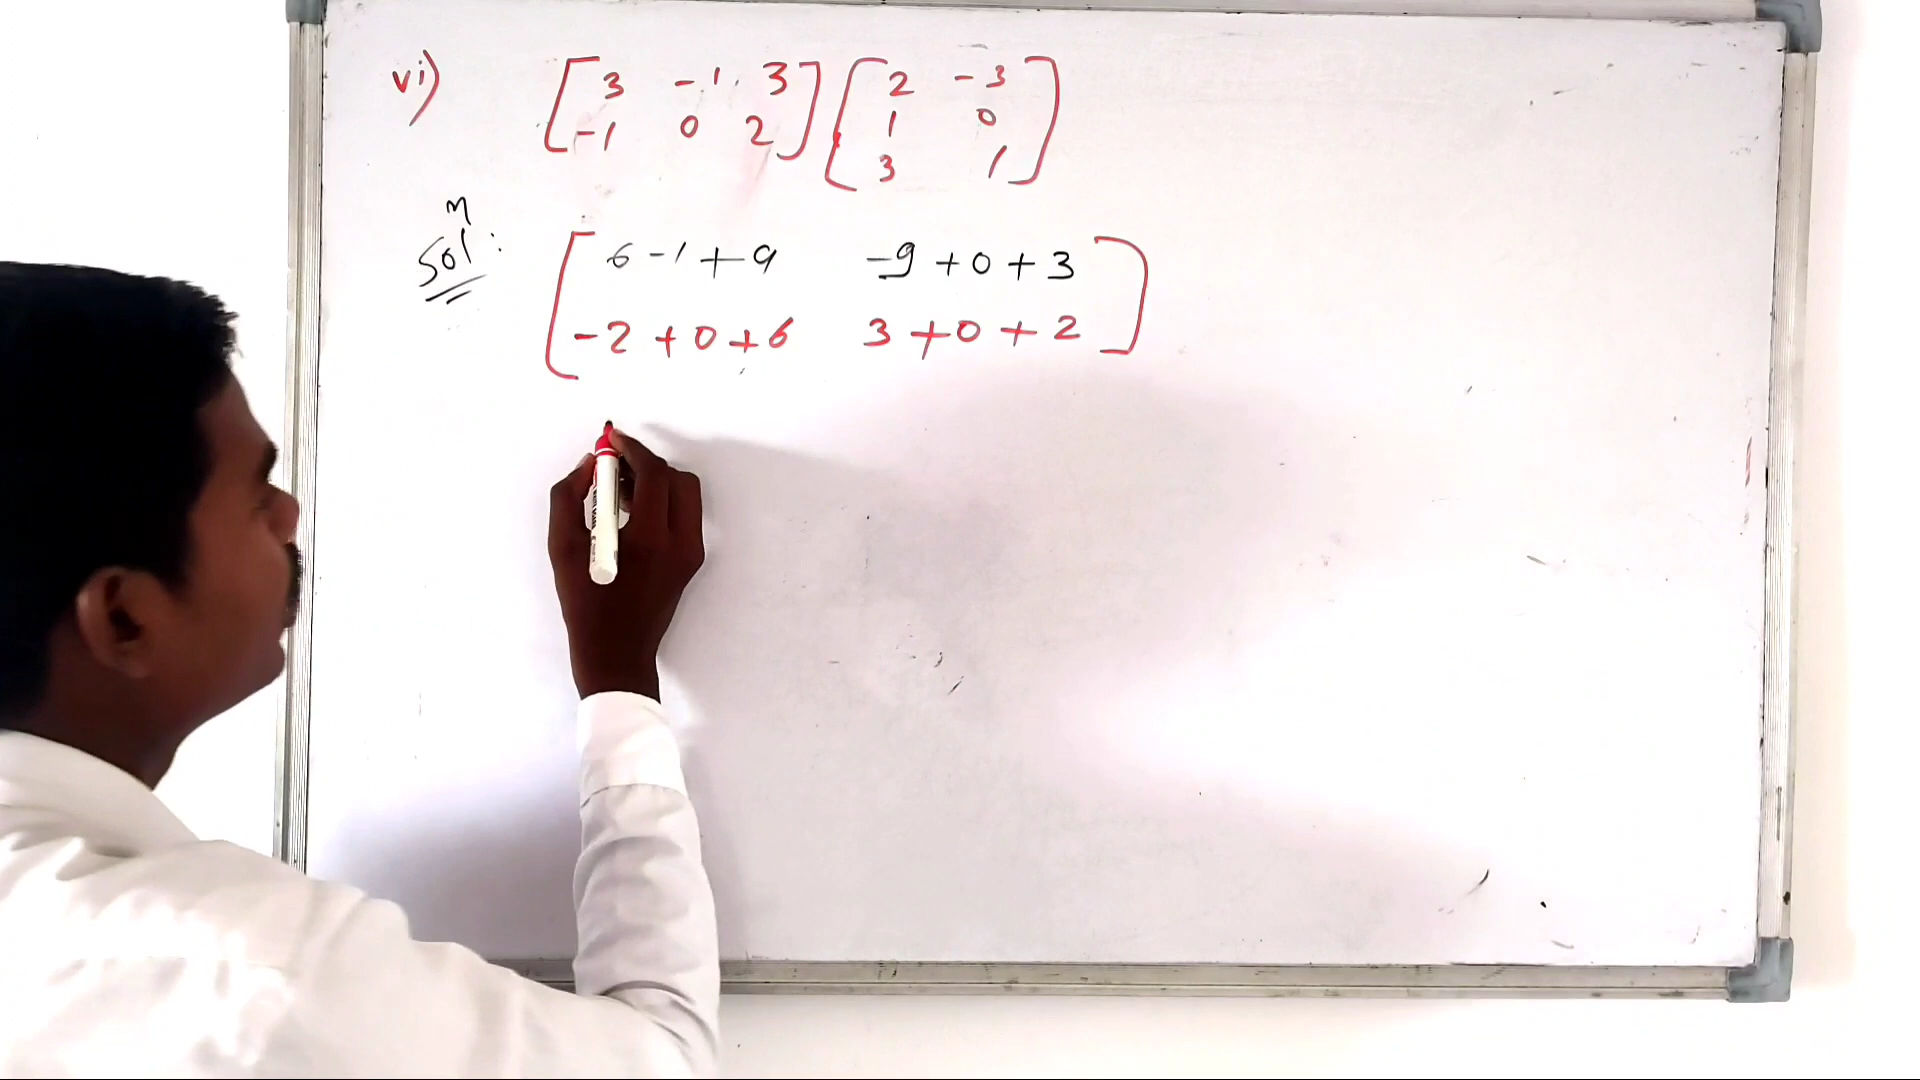 vi) [ 3 -1 3 ] [ 2 -3 ]
[ -1 0 2 ] [ 1 0 ]
[ 3 1 ]
Solⁿ: [ 6-1+9 -9+0+3 ]
[ -2+0+6 3+0+2 ]